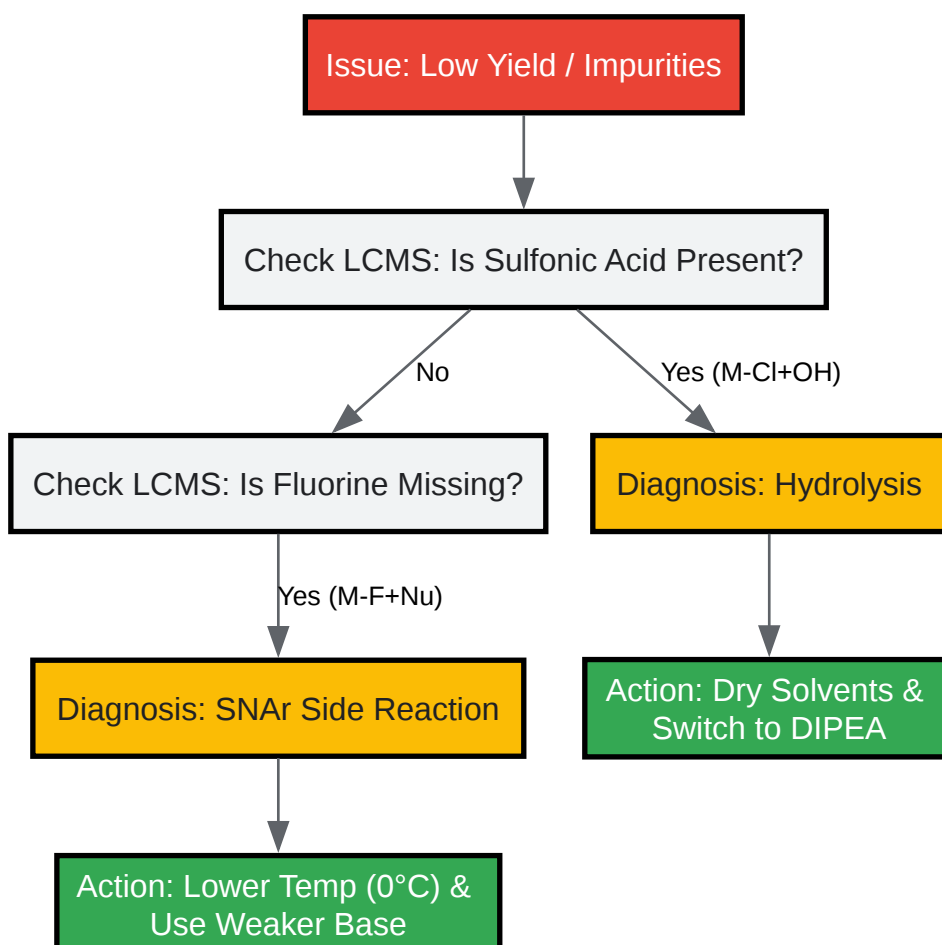 Issue: Low Yield / Impurities
Check LCMS: Is Sulfonic Acid Present?
No
Yes (M-Cl+OH)
Check LCMS: Is Fluorine Missing?
Diagnosis: Hydrolysis
Yes (M-F+Nu)
Diagnosis: SNAr Side Reaction
Action: Dry Solvents &
Switch to DIPEA
Action: Lower Temp (0°C) &
Use Weaker Base